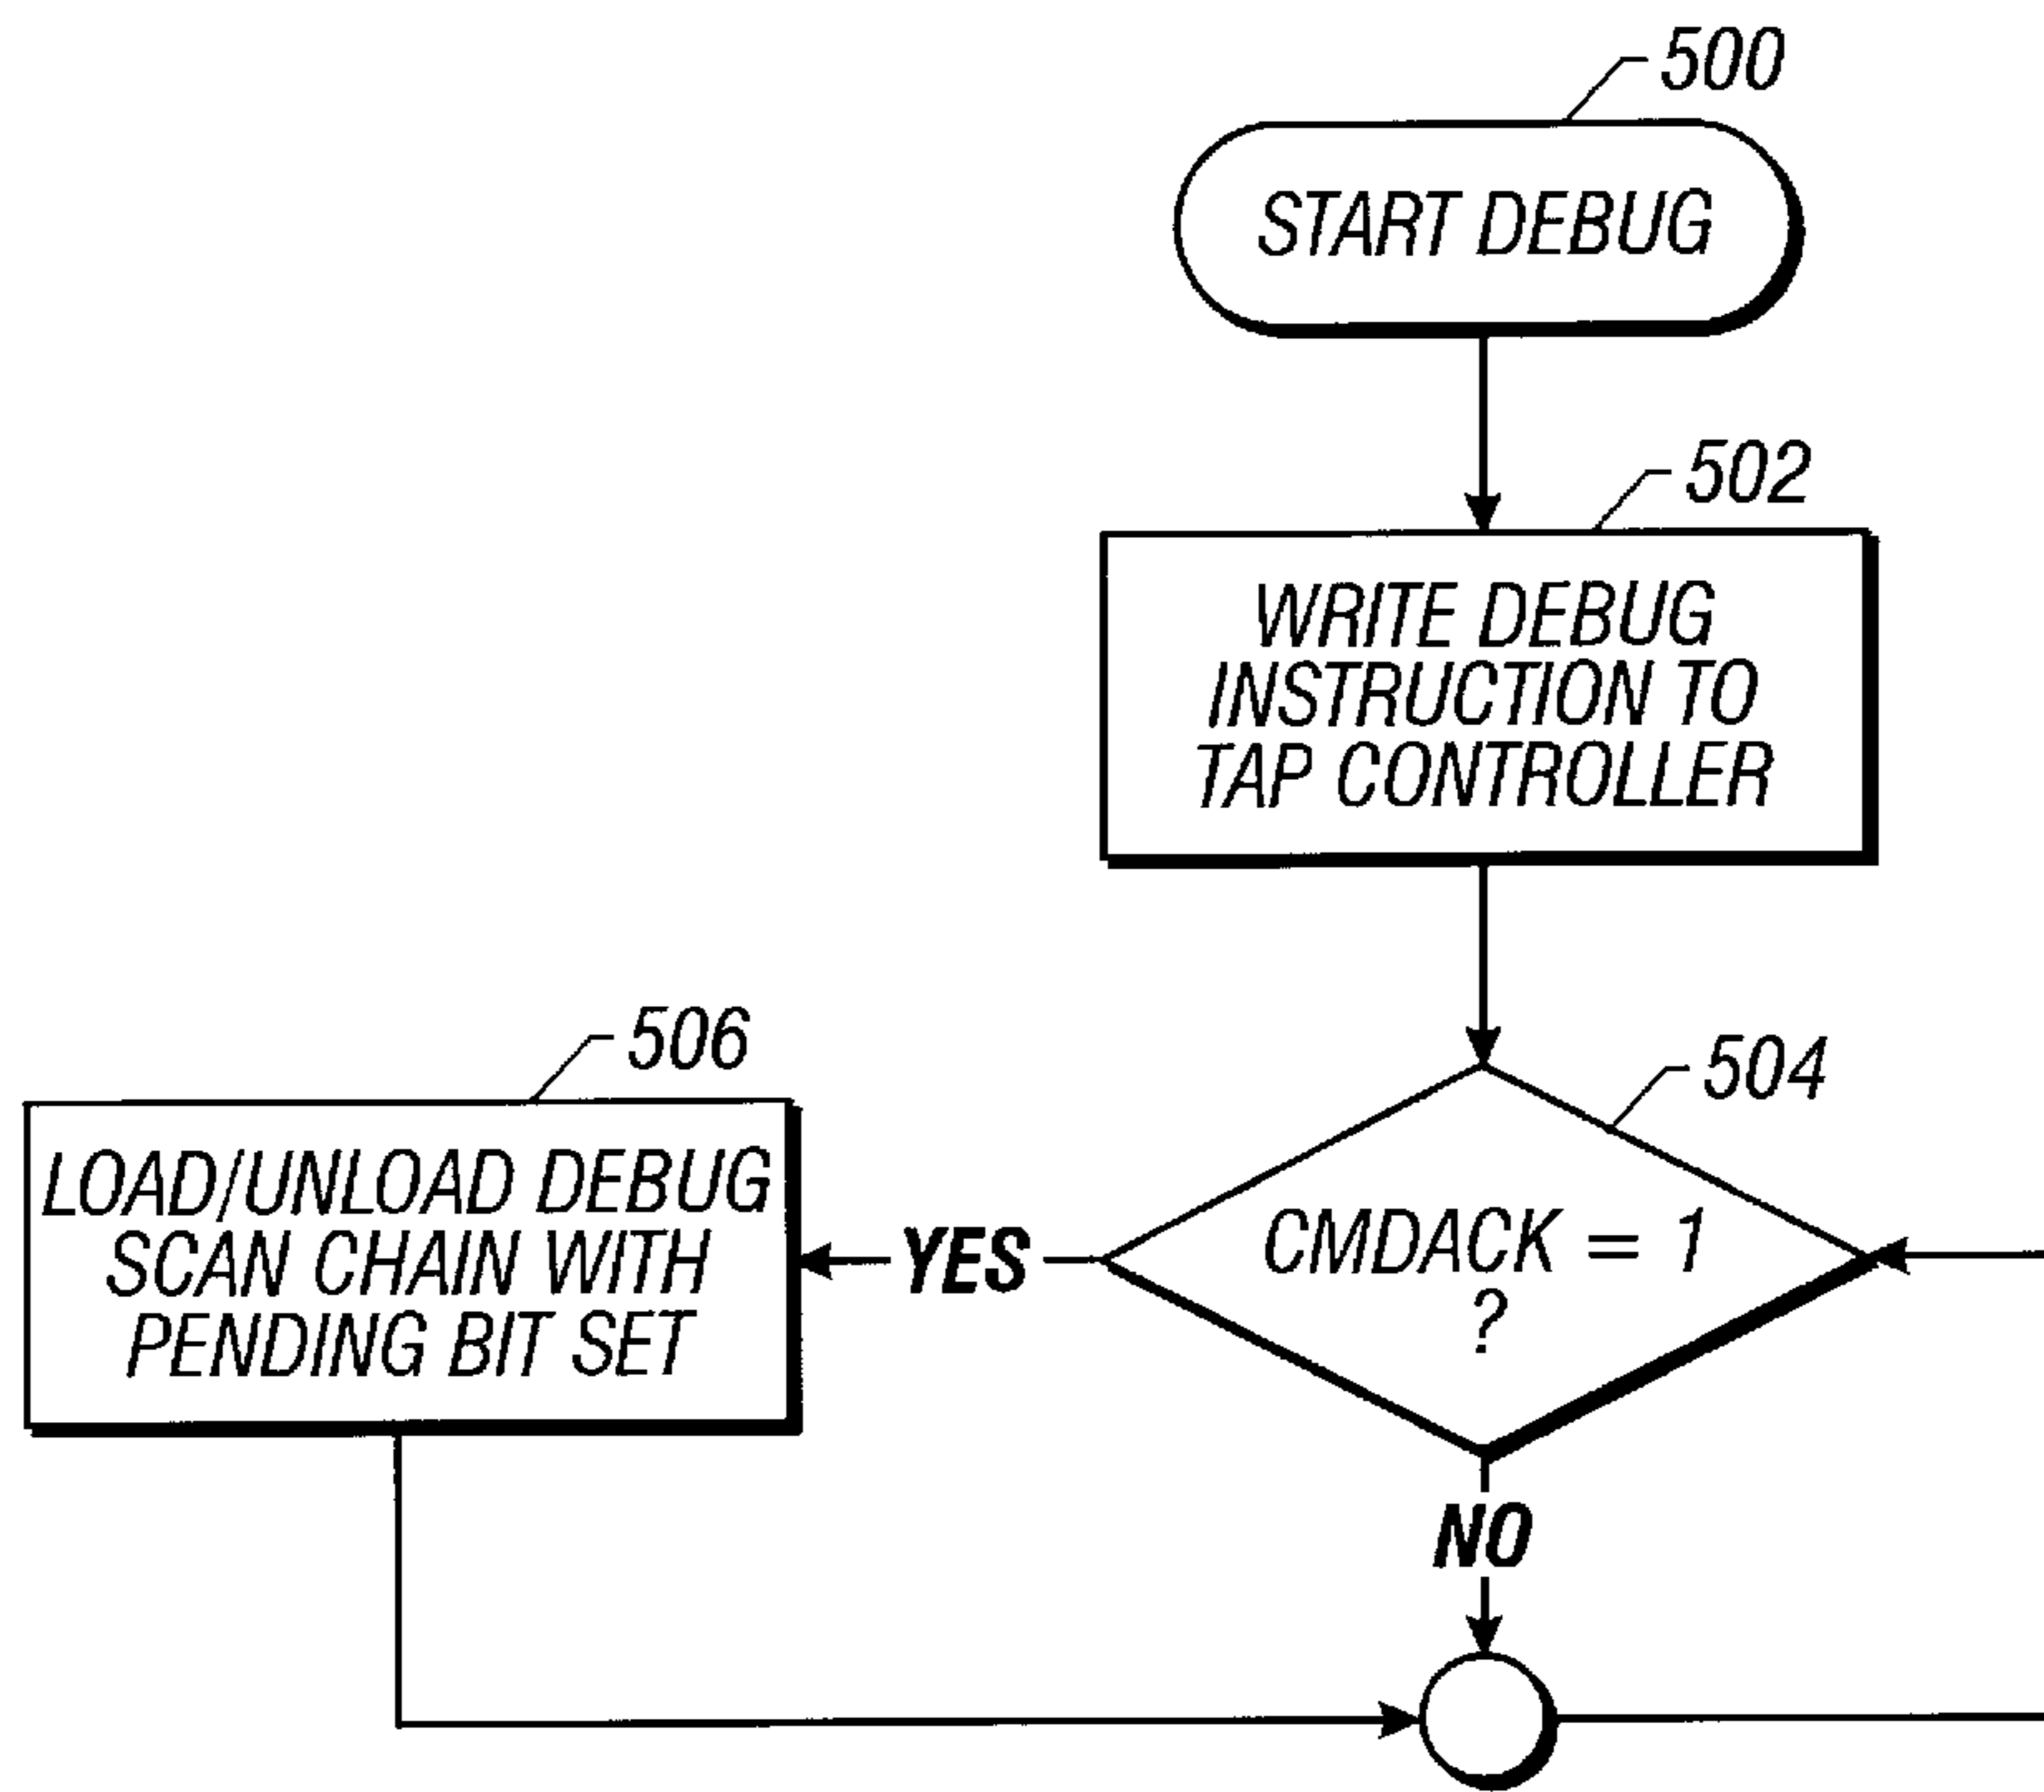 500
START DEBUG
502
WRITE DEBUG
INSTRUCTION TO
TAP CONTROLLER
506
504
LOAD/UNLOAD DEBUG
SCAN CHAIN WITH
PENDING BIT SET
YES
CMDACK = 1
?
NO